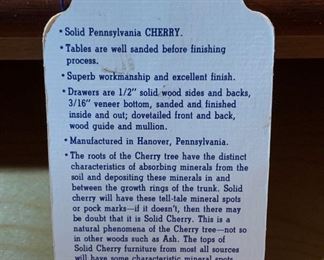 • Solid Pennsylvania CHERRY.
• Tables are well sanded before finishing
process.
• Superb workmanship and excellent finish.
• Drawers are 1/2" solid wood sides and backs,
3/16" veneer bottom, sanded and finished
inside and out; dovetailed front and back,
wood guide and mullion.
• Manufactured in Hanover, Pennsylvania.
• The roots of the Cherry tree have the distinct
characteristics of absorbing minerals from the
soil and depositing these minerals in and
between the growth rings of the trunk. Solid
cherry will have these tell-tale mineral spots
or pock marks—if it doesn't, then there may
be doubt that it is Solid Cherry. This is a
natural phenomena of the Cherry tree—not so
in other woods such as Ash. The tops of
Solid Cherry furniture from most all sources
will have some characteristic mineral spots